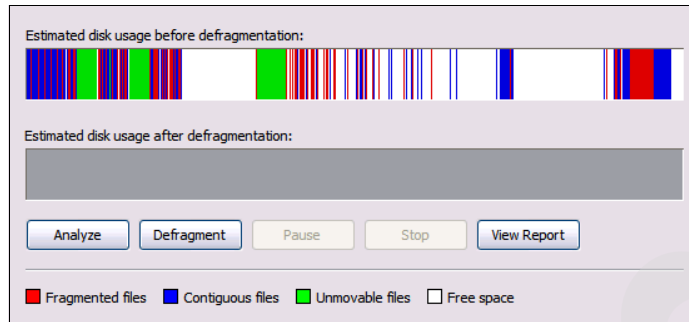 Estimated disk usage before defragmentation:
Estimated disk usage after defragmentation:
Analyze Defragment Pause Stop View Report
Fragmented files Contiguous files Unmovable files Free space